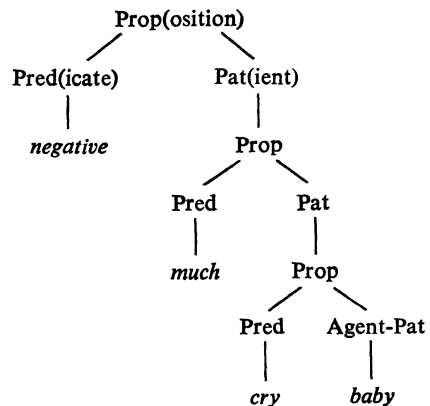 Prop(osition)
Pred(icate) Pat(ient)
negative Prop
Pred Pat
much Prop
Pred Agent-Pat
cry baby